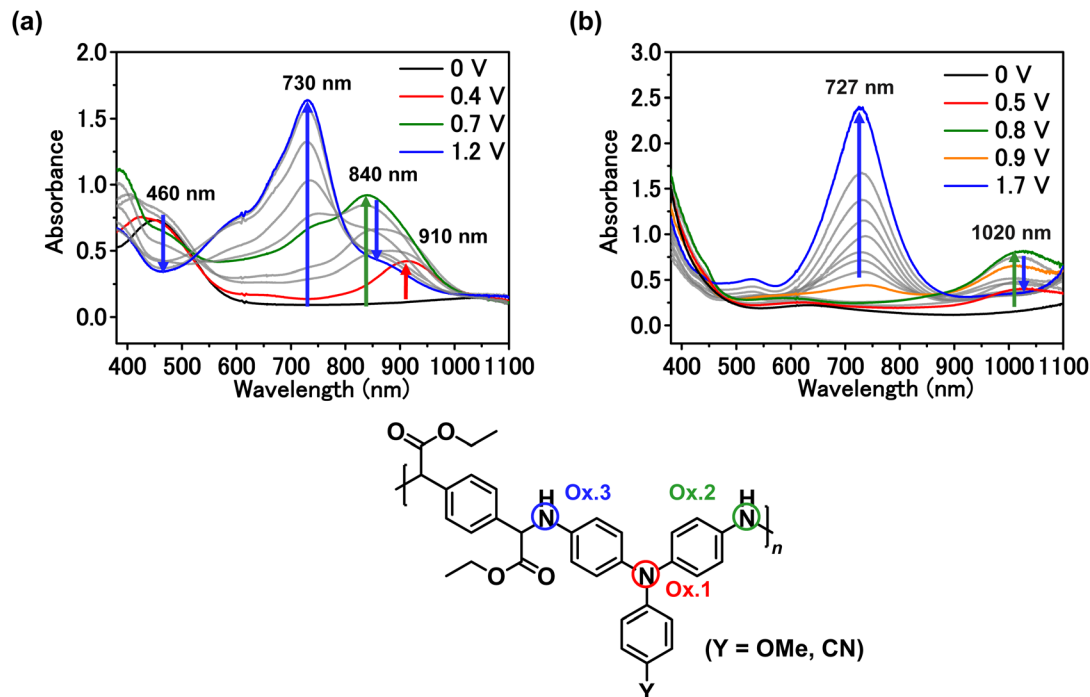 (a)
2.0
1.5
1.0
0.5
0.0
Absorbance
400 500 600 700 800 900 1000 1100
Wavelength (nm)
730 nm
460 nm
840 nm
910 nm
0 V
0.4 V
0.7 V
1.2 V
(b)
3.0
2.5
2.0
1.5
1.0
0.5
0.0
Absorbance
400 500 600 700 800 900 1000 1100
Wavelength (nm)
727 nm
1020 nm
0 V
0.5 V
0.8 V
0.9 V
1.7 V
O
O
H
N
Ox.3
Ox.2
H
N
n
O
O
N
Ox.1
Y
(Y = OMe, CN)